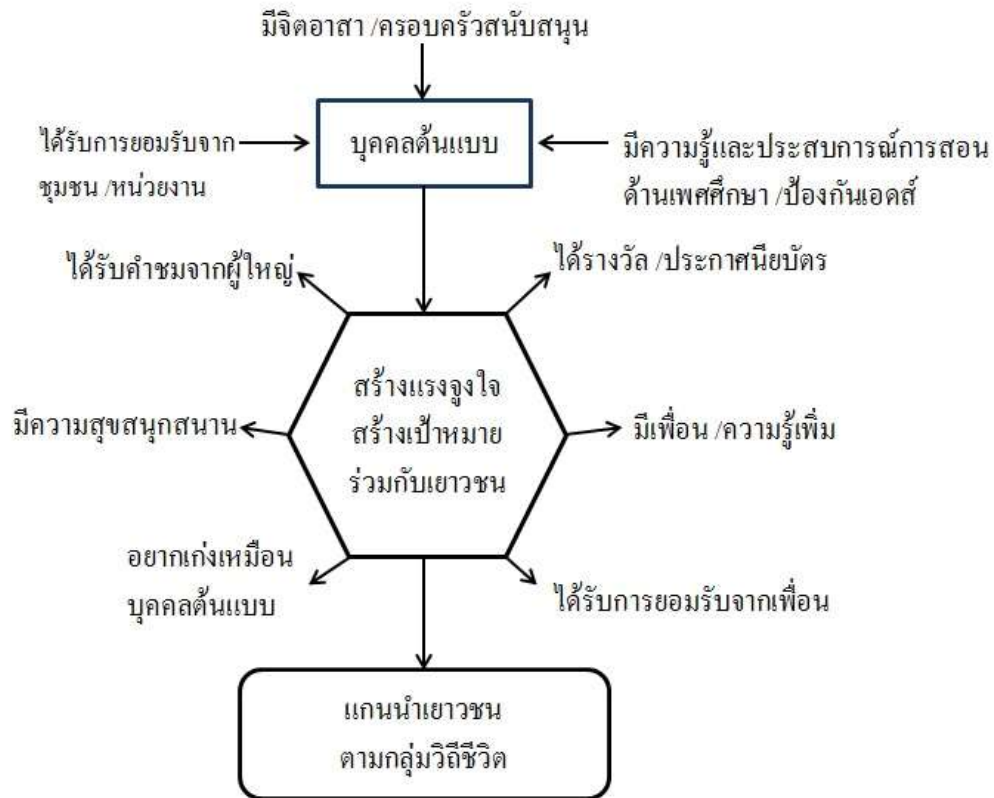 มีจิตอาสา /ครอบครัวสนับสนุน
บุคคลต้นแบบ
ได้รับการยอมรับจาก
ชุมชน /หน่วยงาน
มีความรู้และประสบการณ์การสอน
ด้านเพศศึกษา /ป้องกันเอดส์
ได้รับคำชมจากผู้ใหญ่
ได้รางวัล /ประกาศนียบัตร
สร้างแรงจูงใจ
สร้างเป้าหมาย
ร่วมกับเยาวชน
มีความสุขสนุกสนาน
มีเพื่อน /ความรู้เพิ่ม
อยากเก่งเหมือน
บุคคลต้นแบบ
ได้รับการยอมรับจากเพื่อน
แกนนำเยาวชน
ตามกลุ่มวิถีชีวิต